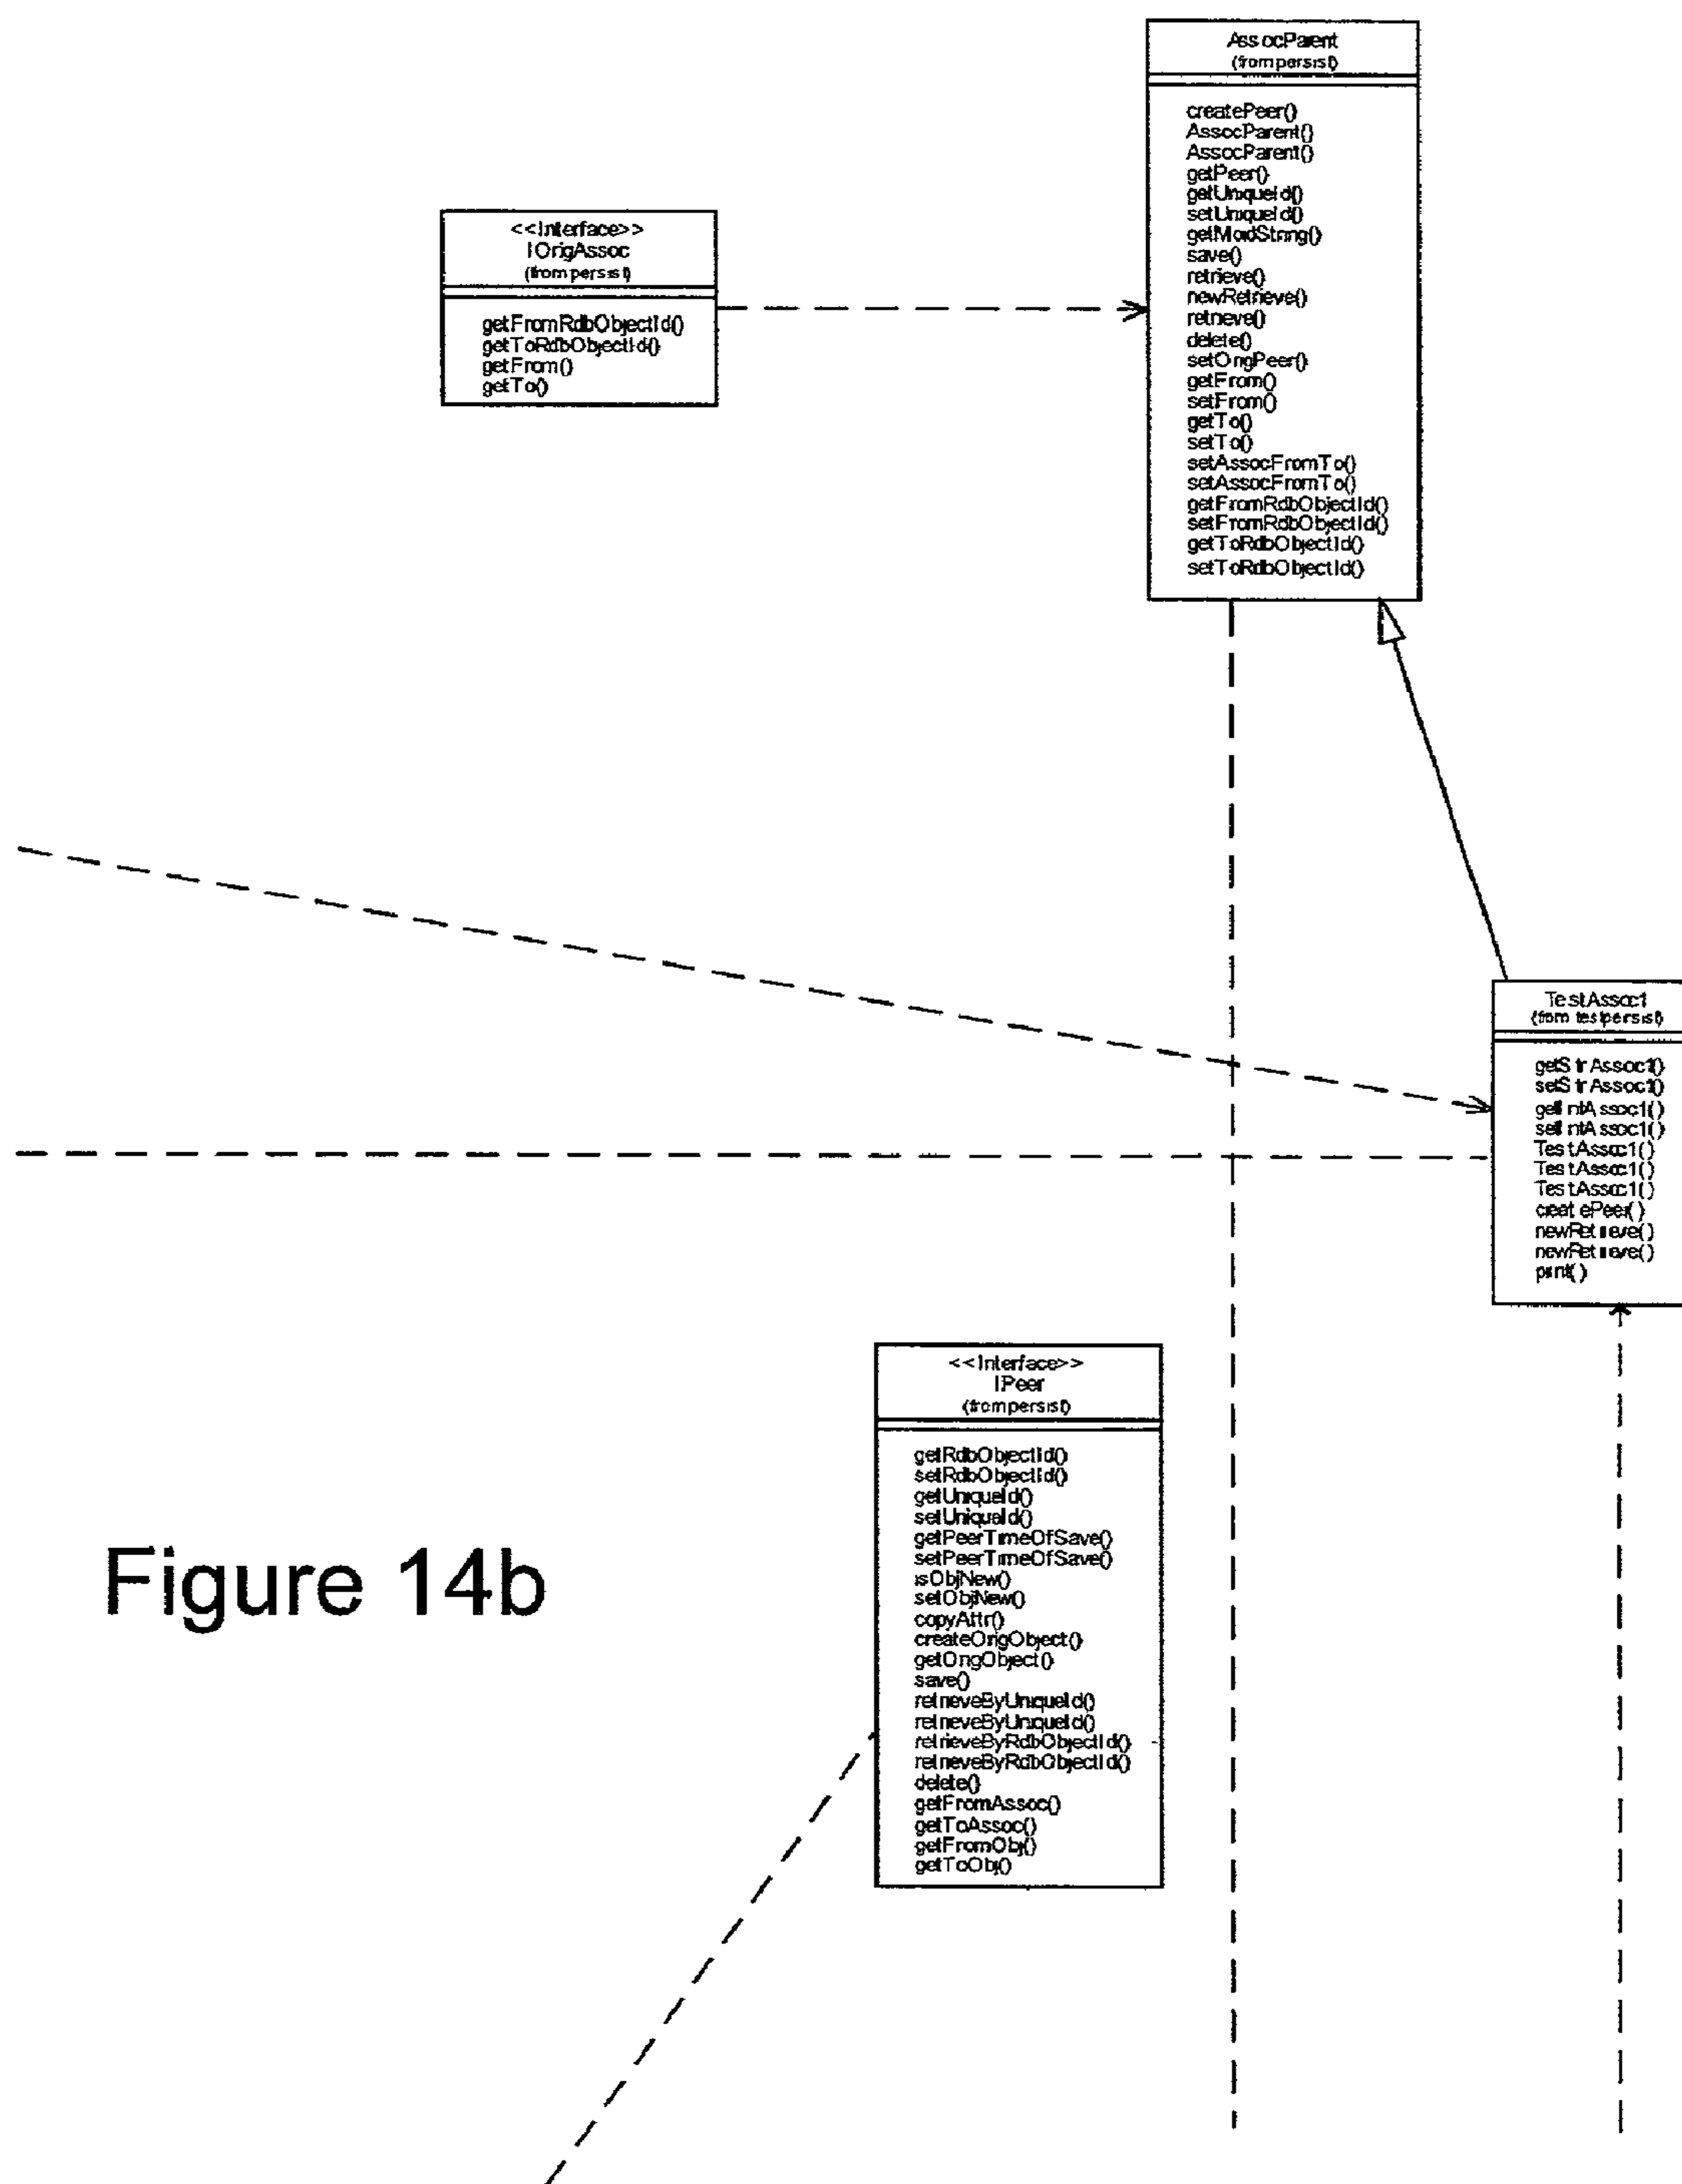 AssocParent
(from persist)
createPeer()
AssocParent()
AssocParent()
getPeer()
getUniqueId()
setUniqueId()
getModString()
save()
retrieve()
newRetrieve()
retrieve()
delete()
setOrigPeer()
getFrom()
setFrom()
getTo()
setTo()
setAssocFromTo()
setAssocFromTo()
getFromRdbObjectId()
setFromRdbObjectId()
getToRdbObjectId()
setToRdbObjectId()
<<Interface>>
IOrigAssoc
(from persist)
getFromRdbObjectId()
getToRdbObjectId()
getFrom()
getTo()
TestAssoc1
(from testpersist)
getStrAssoc1()
setStrAssoc1()
getIntAssoc1()
setIntAssoc1()
TestAssoc1()
TestAssoc1()
TestAssoc1()
createPeer()
newRetrieve()
newRetrieve()
print()
<<Interface>>
IPeer
(from persist)
getRdbObjectId()
setRdbObjectId()
getUniqueId()
setUniqueId()
getPeerTimeOfSave()
setPeerTimeOfSave()
isObjNew()
setObjNew()
copyAttr()
createOrigObject()
getOrigObject()
save()
retrieveByUniqueId()
retrieveByUniqueId()
retrieveByRdbObjectId()
retrieveByRdbObjectId()
delete()
getFromAssoc()
getToAssoc()
getFromObj()
getToObj()
Figure 14b